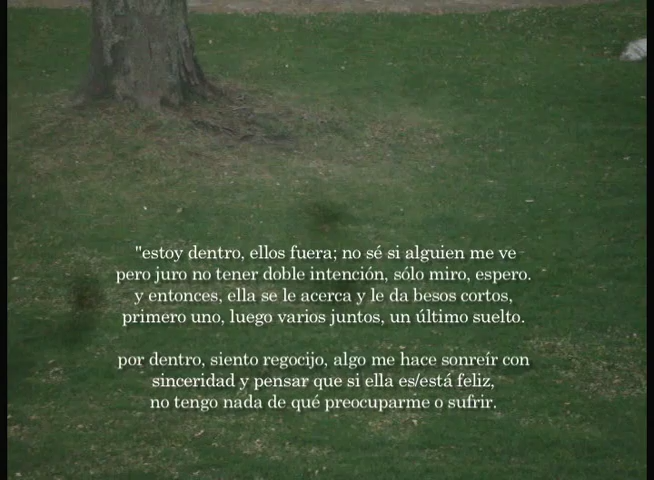 "estoy dentro, ellos fuera; no sé si alguien me ve
pero juro no tener doble intención, sólo miro, espero.
y entonces, ella se le acerca y le da besos cortos,
primero uno, luego varios juntos, un último suelto.
por dentro, siento regocijo, algo me hace sonreír con
sinceridad y pensar que si ella es/está feliz,
no tengo nada de qué preocuparme o sufrir.